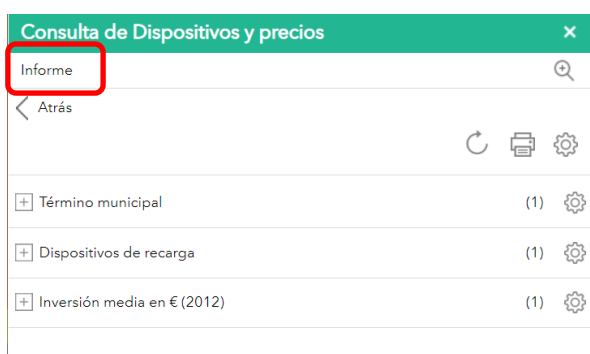 Consulta de Dispositivos y precios
Informe
Atrás
Término municipal (1)
Dispositivos de recarga (1)
Inversión media en € (2012) (1)